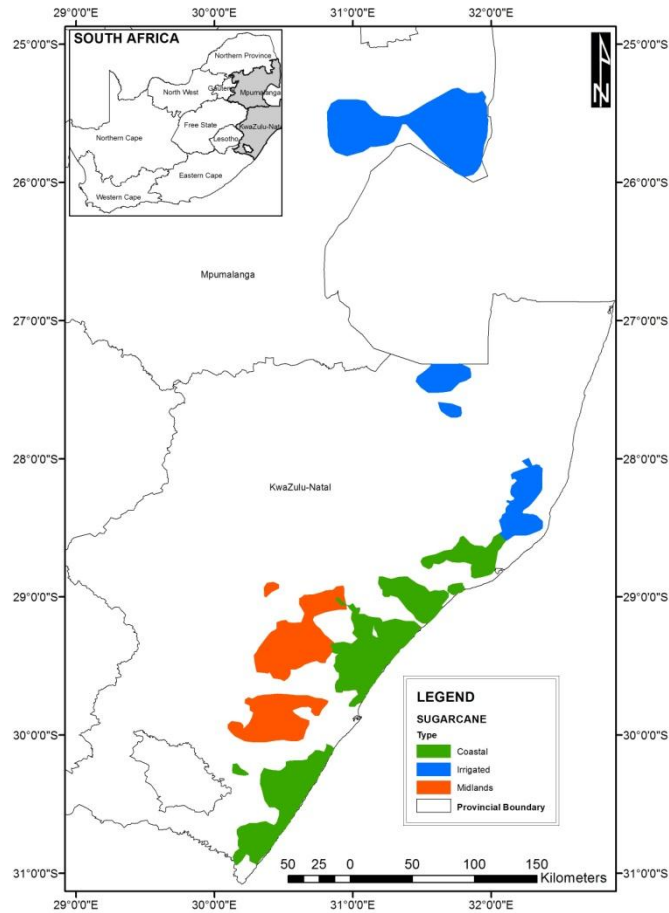 29°0'0"E 30°0'0"E 31°0'0"E 32°0'0"E
SOUTH AFRICA
Northern Province
North West
Mpumalanga
Free State
KwaZulu-Nat
Lesotho
Northern Cape
Eastern Cape
Western Cape
N
25°0'0"S 25°0'0"S
26°0'0"S 26°0'0"S
Mpumalanga
27°0'0"S 27°0'0"S
28°0'0"S 28°0'0"S
KwaZulu-Natal
29°0'0"S 29°0'0"S
LEGEND
SUGARCANE
Type
Coastal
Irrigated
Midlands
Provincial Boundary
30°0'0"S 30°0'0"S
31°0'0"S 31°0'0"S
50 25 0 50 100 150
Kilometers
29°0'0"E 30°0'0"E 31°0'0"E 32°0'0"E